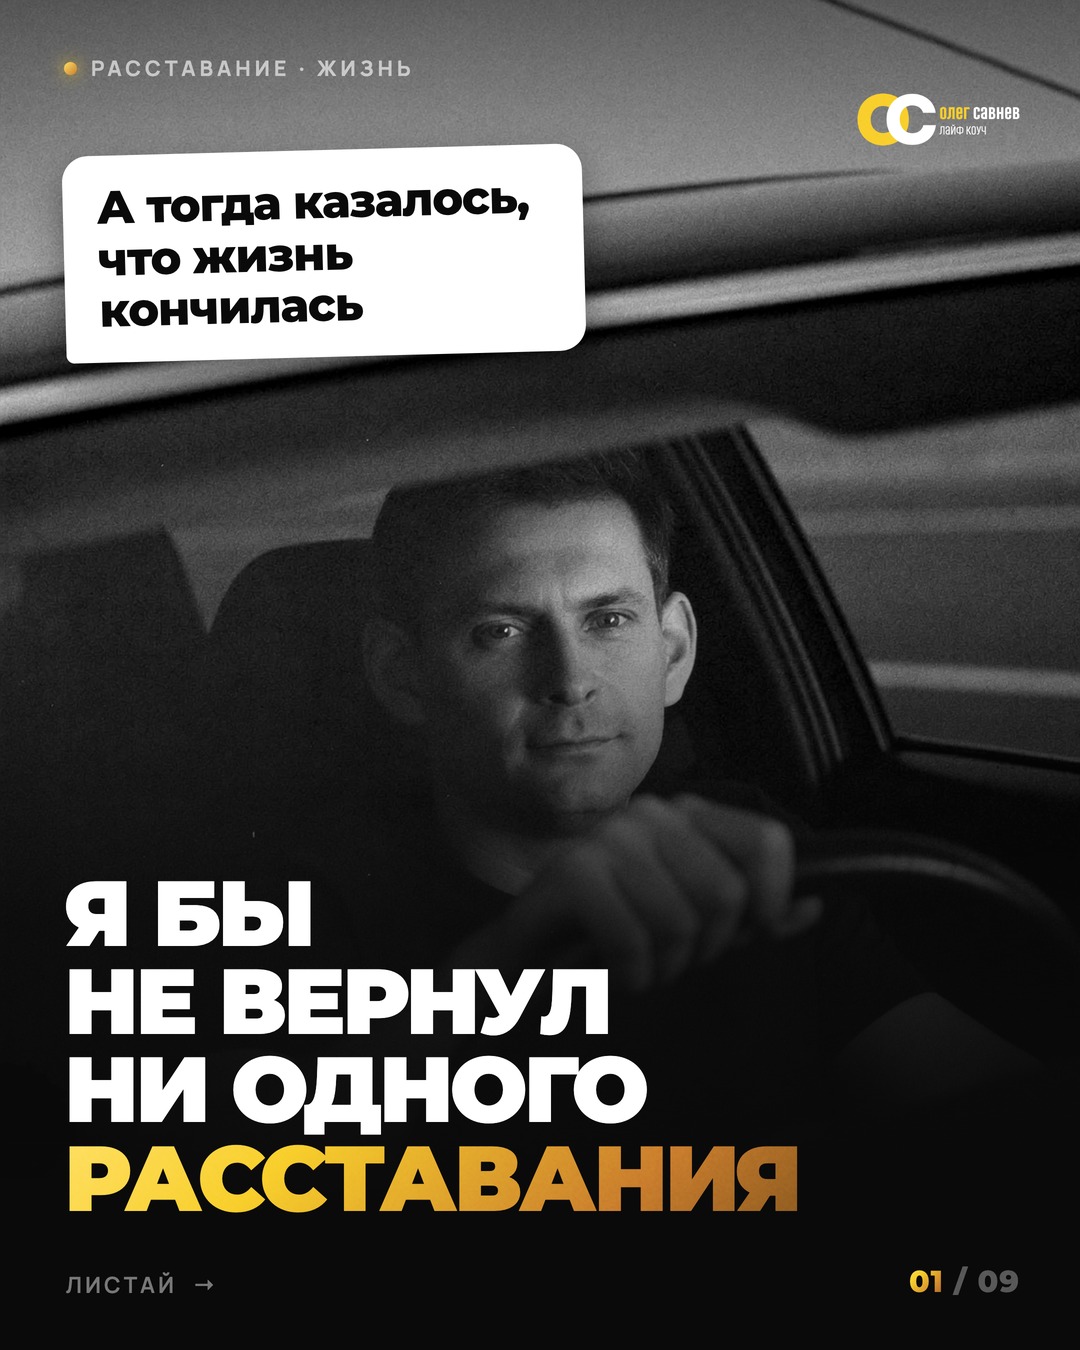 РАССТАВАНИЕ · ЖИЗНЬ
олег савнев
ЛАЙФ КОУЧ
А тогда казалось,
что жизнь
кончилась
Я БЫ
НЕ ВЕРНУЛ
НИ ОДНОГО
РАССТАВАНИЯ
ЛИСТАЙ →
01 / 09